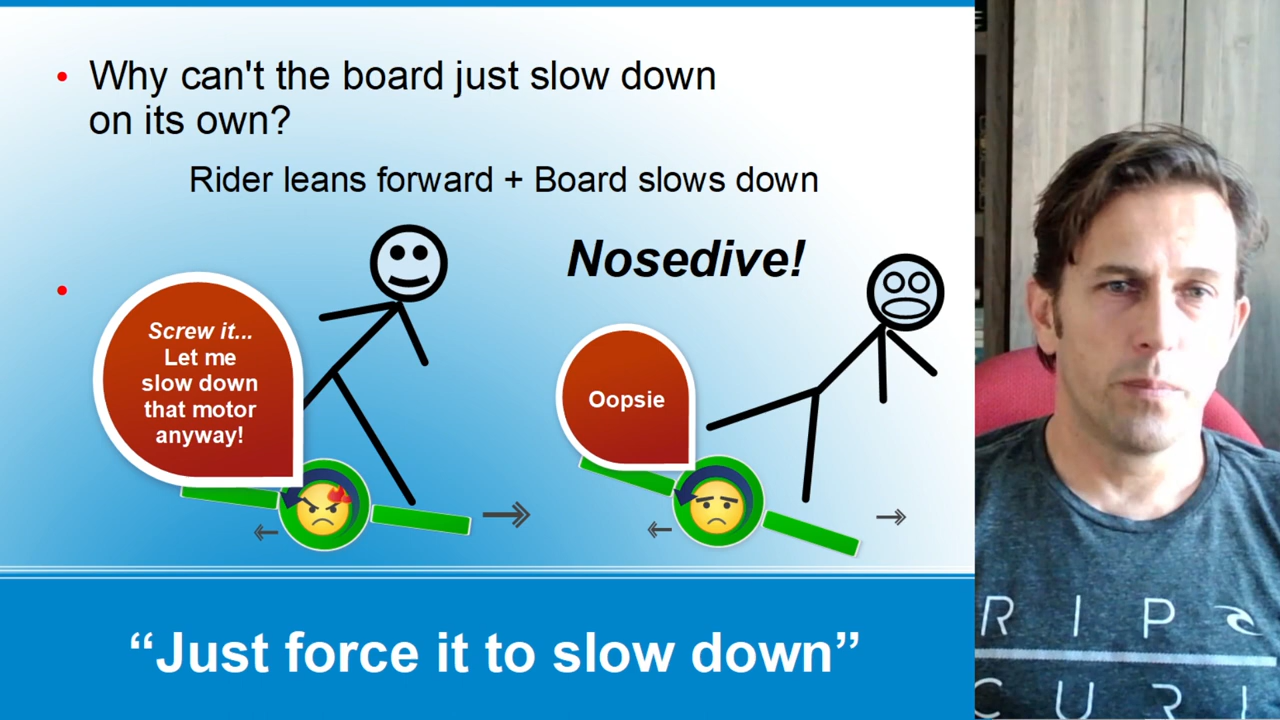 Why can't the board just slow down
on its own?
Rider leans forward + Board slows down
Nosedive!
Screw it...
Let me
slow down
that motor
anyway!
Oopsie
“Just force it to slow down”
RIP
CURL